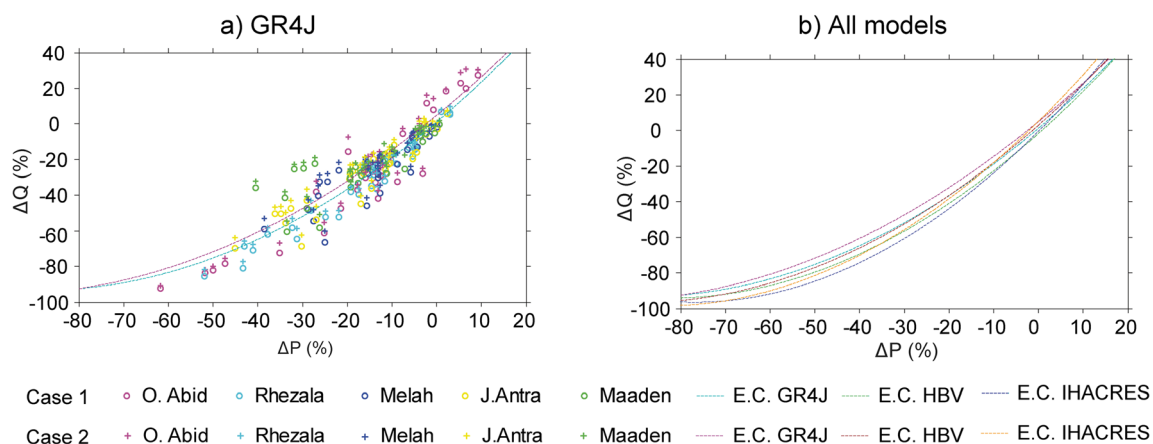 a) GR4J
b) All models
40
20
0
-20
-40
-60
-80
-100
ΔQ (%)
-80 -70 -60 -50 -40 -30 -20 -10 0 10 20
ΔP (%)
40
20
0
-20
-40
-60
-80
-100
ΔQ (%)
-80 -70 -60 -50 -40 -30 -20 -10 0 10 20
ΔP (%)
Case 1 O. Abid Rhezala Melah J.Antra Maaden E.C. GR4J E.C. HBV E.C. IHACRES
Case 2 O. Abid Rhezala Melah J.Antra Maaden E.C. GR4J E.C. HBV E.C. IHACRES